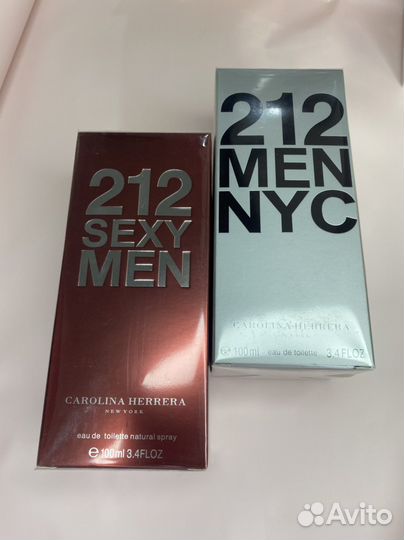 212
SEXY
MEN
CAROLINA HERRERA
NEW YORK
eau de toilette natural spray
e 100ml 3.4FLOZ
212
MEN
NYC
CAROLINA HERRERA
100ml eau de toilette 3.4FLOZ
Avito